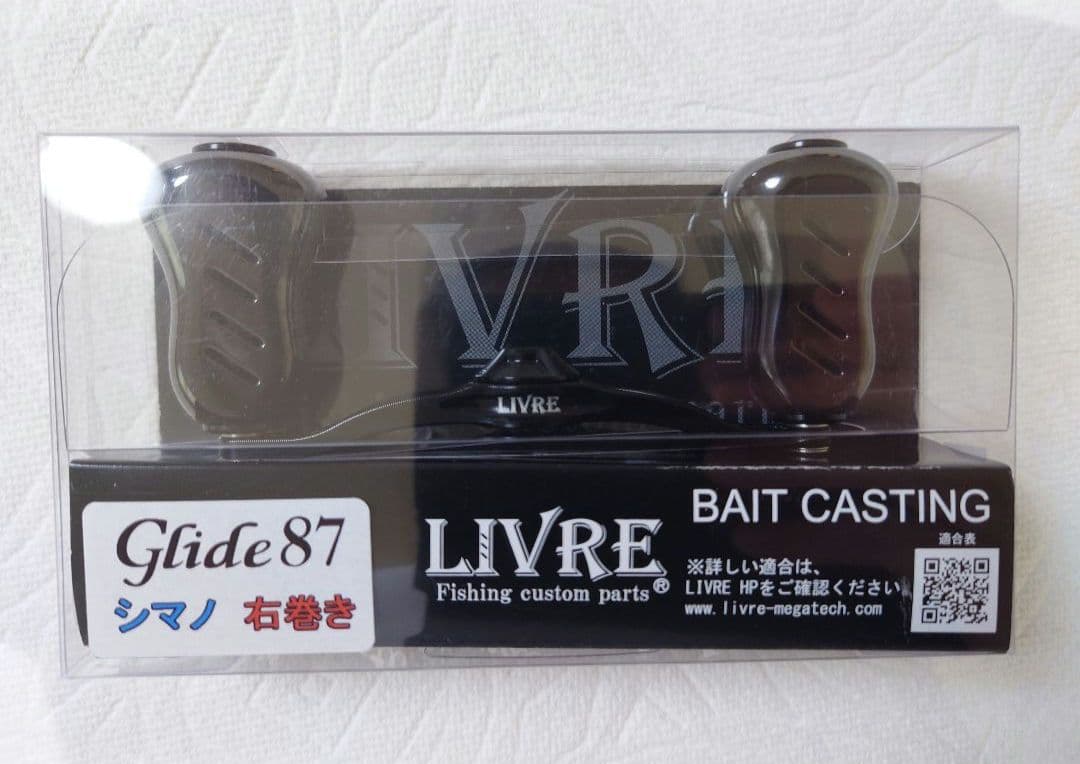 LIVRE
LIVRE
Glide 87
シマノ 右巻き
LIVRE
Fishing custom parts®
BAIT CASTING
適合表
※詳しい適合は、
LIVRE HPをご確認ください
www.livre-megatech.com